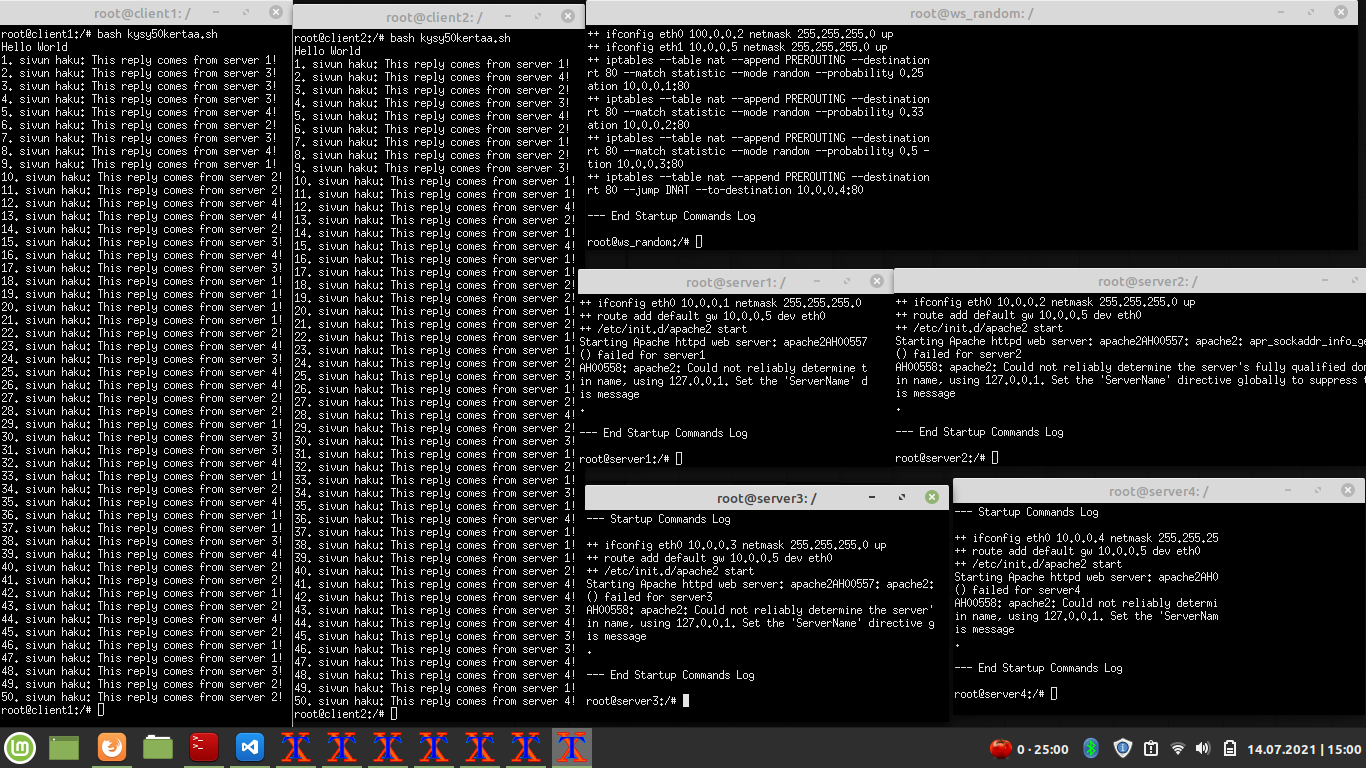 root@client1: /
root@client1:/# bash kysy50kertaa.sh
Hello World
1. sivun haku: This reply comes from server 1!
2. sivun haku: This reply comes from server 3!
3. sivun haku: This reply comes from server 3!
4. sivun haku: This reply comes from server 3!
5. sivun haku: This reply comes from server 4!
6. sivun haku: This reply comes from server 2!
7. sivun haku: This reply comes from server 3!
8. sivun haku: This reply comes from server 4!
9. sivun haku: This reply comes from server 1!
10. sivun haku: This reply comes from server 2!
11. sivun haku: This reply comes from server 2!
12. sivun haku: This reply comes from server 4!
13. sivun haku: This reply comes from server 4!
14. sivun haku: This reply comes from server 2!
15. sivun haku: This reply comes from server 3!
16. sivun haku: This reply comes from server 4!
17. sivun haku: This reply comes from server 3!
18. sivun haku: This reply comes from server 1!
19. sivun haku: This reply comes from server 1!
20. sivun haku: This reply comes from server 1!
21. sivun haku: This reply comes from server 1!
22. sivun haku: This reply comes from server 2!
23. sivun haku: This reply comes from server 4!
24. sivun haku: This reply comes from server 3!
25. sivun haku: This reply comes from server 4!
26. sivun haku: This reply comes from server 4!
27. sivun haku: This reply comes from server 2!
28. sivun haku: This reply comes from server 2!
29. sivun haku: This reply comes from server 1!
30. sivun haku: This reply comes from server 3!
31. sivun haku: This reply comes from server 3!
32. sivun haku: This reply comes from server 4!
33. sivun haku: This reply comes from server 1!
34. sivun haku: This reply comes from server 2!
35. sivun haku: This reply comes from server 4!
36. sivun haku: This reply comes from server 1!
37. sivun haku: This reply comes from server 1!
38. sivun haku: This reply comes from server 3!
39. sivun haku: This reply comes from server 4!
40. sivun haku: This reply comes from server 2!
41. sivun haku: This reply comes from server 2!
42. sivun haku: This reply comes from server 1!
43. sivun haku: This reply comes from server 2!
44. sivun haku: This reply comes from server 4!
45. sivun haku: This reply comes from server 2!
46. sivun haku: This reply comes from server 1!
47. sivun haku: This reply comes from server 1!
48. sivun haku: This reply comes from server 3!
49. sivun haku: This reply comes from server 2!
50. sivun haku: This reply comes from server 2!
root@client1:/#
root@client2: /
root@client2:/# bash kysy50kertaa.sh
Hello World
1. sivun haku: This reply comes from server 1!
2. sivun haku: This reply comes from server 4!
3. sivun haku: This reply comes from server 2!
4. sivun haku: This reply comes from server 3!
5. sivun haku: This reply comes from server 4!
6. sivun haku: This reply comes from server 2!
7. sivun haku: This reply comes from server 1!
8. sivun haku: This reply comes from server 2!
9. sivun haku: This reply comes from server 3!
10. sivun haku: This reply comes from server 1!
11. sivun haku: This reply comes from server 1!
12. sivun haku: This reply comes from server 4!
13. sivun haku: This reply comes from server 2!
14. sivun haku: This reply comes from server 1!
15. sivun haku: This reply comes from server 4!
16. sivun haku: This reply comes from server 1!
17. sivun haku: This reply comes from server 1!
18. sivun haku: This reply comes from server 2!
19. sivun haku: This reply comes from server 2!
20. sivun haku: This reply comes from server 1!
21. sivun haku: This reply comes from server 2!
22. sivun haku: This reply comes from server 1!
23. sivun haku: This reply comes from server 1!
24. sivun haku: This reply comes from server 2!
25. sivun haku: This reply comes from server 3!
26. sivun haku: This reply comes from server 1!
27. sivun haku: This reply comes from server 2!
28. sivun haku: This reply comes from server 4!
29. sivun haku: This reply comes from server 2!
30. sivun haku: This reply comes from server 3!
31. sivun haku: This reply comes from server 1!
32. sivun haku: This reply comes from server 2!
33. sivun haku: This reply comes from server 1!
34. sivun haku: This reply comes from server 3!
35. sivun haku: This reply comes from server 1!
36. sivun haku: This reply comes from server 4!
37. sivun haku: This reply comes from server 1!
38. sivun haku: This reply comes from server 1!
39. sivun haku: This reply comes from server 1!
40. sivun haku: This reply comes from server 2!
41. sivun haku: This reply comes from server 4!
42. sivun haku: This reply comes from server 4!
43. sivun haku: This reply comes from server 3!
44. sivun haku: This reply comes from server 4!
45. sivun haku: This reply comes from server 3!
46. sivun haku: This reply comes from server 3!
47. sivun haku: This reply comes from server 4!
48. sivun haku: This reply comes from server 4!
49. sivun haku: This reply comes from server 1!
50. sivun haku: This reply comes from server 4!
root@client2:/#
root@ws_random: /
++ ifconfig eth0 100.0.0.2 netmask 255.255.255.0 up
++ ifconfig eth1 10.0.0.5 netmask 255.255.255.0 up
++ iptables --table nat --append PREROUTING --destination
rt 80 --match statistic --mode random --probability 0.25
ation 10.0.0.1:80
++ iptables --table nat --append PREROUTING --destination
rt 80 --match statistic --mode random --probability 0.33
ation 10.0.0.2:80
++ iptables --table nat --append PREROUTING --destination
rt 80 --match statistic --mode random --probability 0.5 -
tion 10.0.0.3:80
++ iptables --table nat --append PREROUTING --destination
rt 80 --jump DNAT --to-destination 10.0.0.4:80
--- End Startup Commands Log
root@ws_random:/#
root@server1: /
++ ifconfig eth0 10.0.0.1 netmask 255.255.255.0
++ route add default gw 10.0.0.5 dev eth0
++ /etc/init.d/apache2 start
Starting Apache httpd web server: apache2AH00557
() failed for server1
AH00558: apache2: Could not reliably determine t
in name, using 127.0.0.1. Set the 'ServerName' d
is message
.
--- End Startup Commands Log
root@server1:/#
root@server2: /
++ ifconfig eth0 10.0.0.2 netmask 255.255.255.0 up
++ route add default gw 10.0.0.5 dev eth0
++ /etc/init.d/apache2 start
Starting Apache httpd web server: apache2AH00557: apache2: apr_sockaddr_info_ge
() failed for server2
AH00558: apache2: Could not reliably determine the server's fully qualified dom
in name, using 127.0.0.1. Set the 'ServerName' directive globally to suppress t
is message
.
--- End Startup Commands Log
root@server2:/#
root@server3: /
--- Startup Commands Log
++ ifconfig eth0 10.0.0.3 netmask 255.255.255.0 up
++ route add default gw 10.0.0.5 dev eth0
++ /etc/init.d/apache2 start
Starting Apache httpd web server: apache2AH00557: apache2:
() failed for server3
AH00558: apache2: Could not reliably determine the server'
in name, using 127.0.0.1. Set the 'ServerName' directive g
is message
.
--- End Startup Commands Log
root@server3:/#
root@server4: /
--- Startup Commands Log
++ ifconfig eth0 10.0.0.4 netmask 255.255.25
++ route add default gw 10.0.0.5 dev eth0
++ /etc/init.d/apache2 start
Starting Apache httpd web server: apache2AH0
() failed for server4
AH00558: apache2: Could not reliably determi
in name, using 127.0.0.1. Set the 'ServerNam
is message
.
--- End Startup Commands Log
root@server4:/#
0 · 25:00
14.07.2021 | 15:00